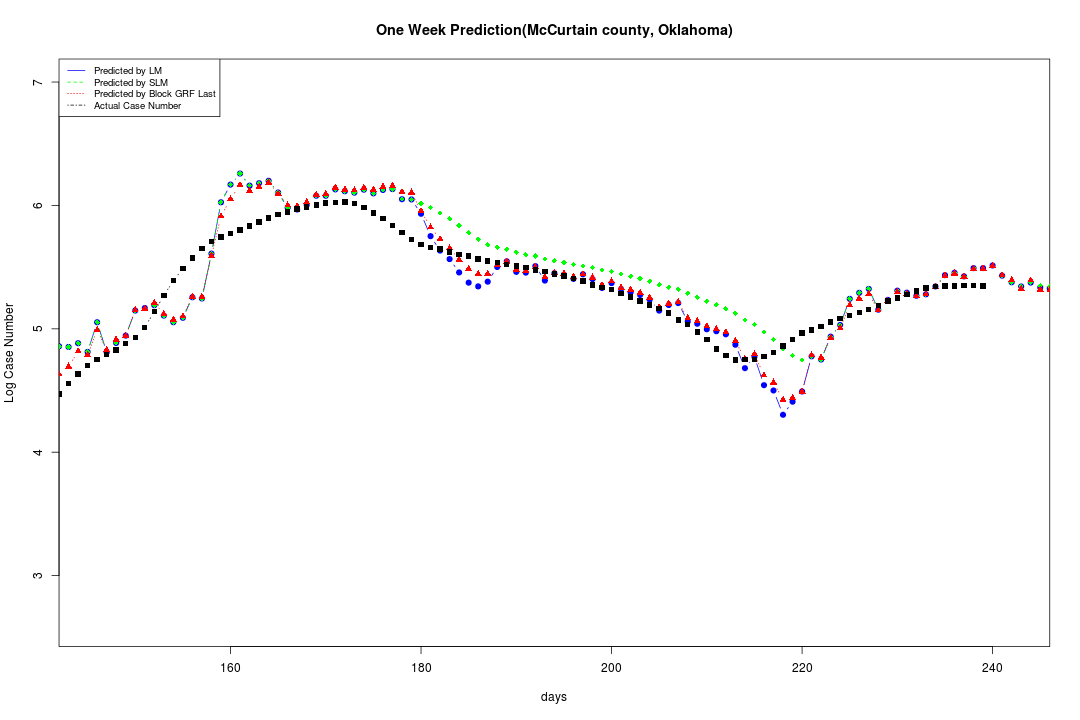 One Week Prediction(McCurtain county, Oklahoma)
Predicted by LM
Predicted by SLM
Predicted by Block GRF Last
Actual Case Number
7
6
5
4
3
Log Case Number
160 180 200 220 240
days